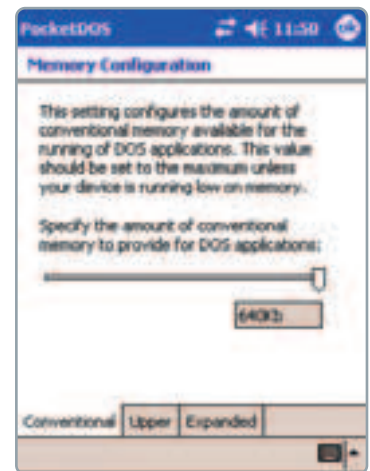 PocketDOS 11:50 ok
Memory Configuration
This setting configures the amount of
conventional memory available for the
running of DOS applications. This value
should be set to the maximum unless
your device is running low on memory.
Specify the amount of conventional
memory to provide for DOS applications:
640Kb
Conventional Upper Expanded